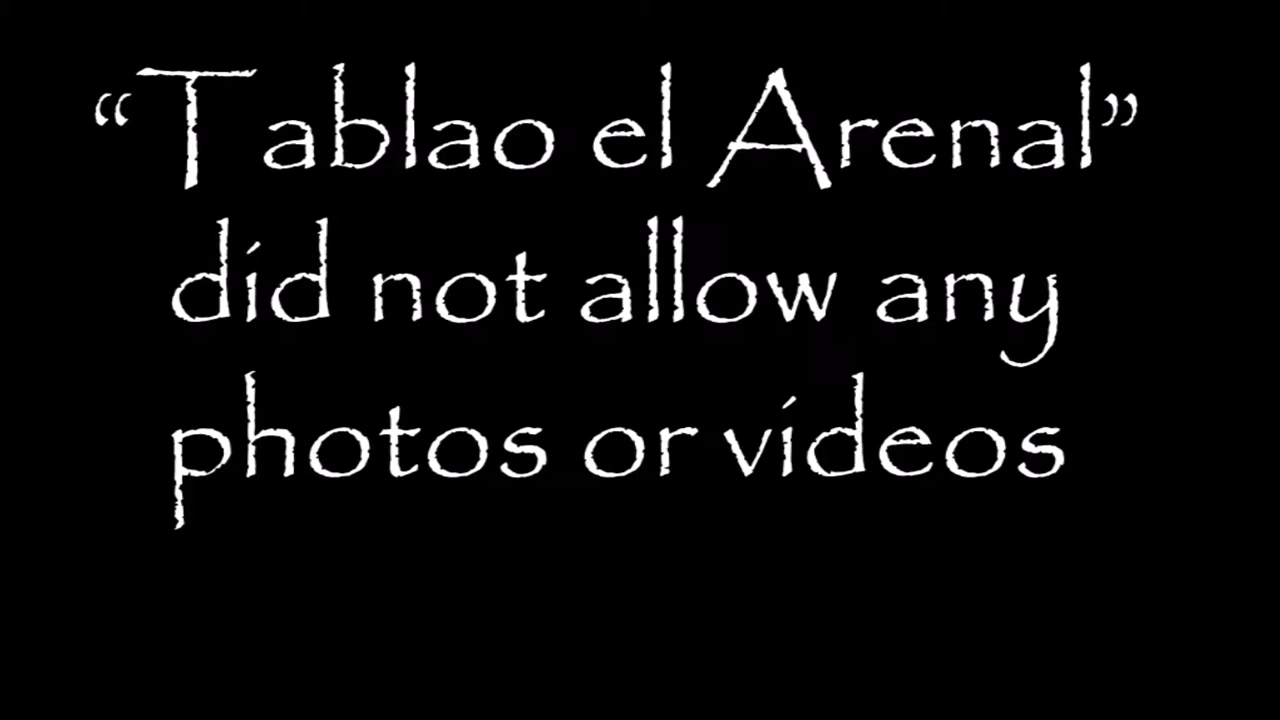 “Tablao el Arenal”
did not allow any
photos or videos